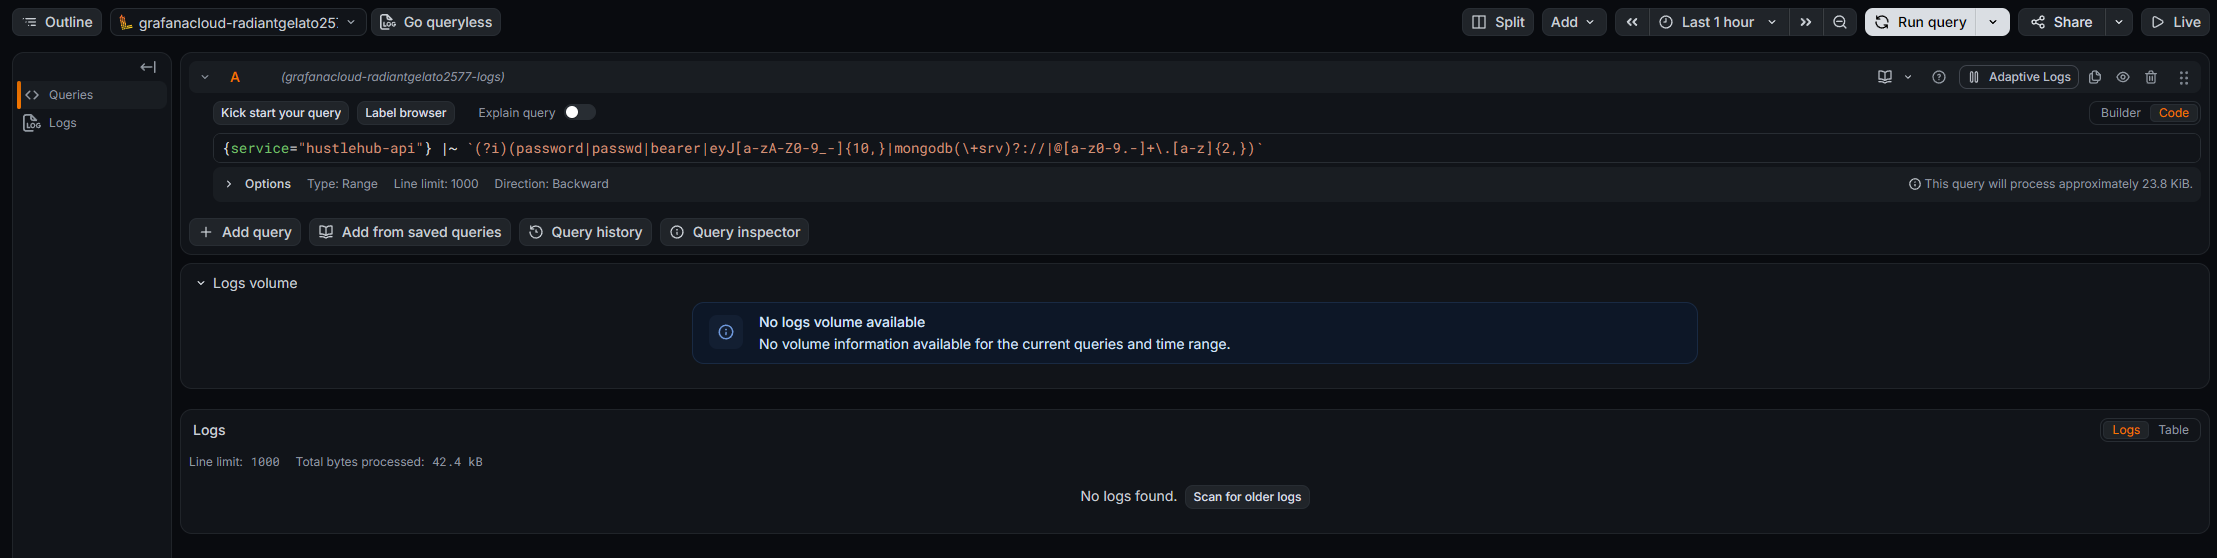 Outline grafanacloud-radiantgelato25 Go queryless Split Add Last 1 hour Run query Share Live
Queries
Logs
A (grafanacloud-radiantgelato2577-logs) Adaptive Logs
Kick start your query Label browser Explain query Builder Code
{service="hustlehub-api"} |~ `(?i)(password|passwd|bearer|eyJ[a-zA-Z0-9_-]{10,}|mongodb(\+srv)?://|@[a-z0-9.-]+\.[a-z]{2,})`
Options Type: Range Line limit: 1000 Direction: Backward This query will process approximately 23.8 KiB.
Add query Add from saved queries Query history Query inspector
Logs volume
No logs volume available
No volume information available for the current queries and time range.
Logs Logs Table
Line limit: 1000 Total bytes processed: 42.4 kB
No logs found. Scan for older logs